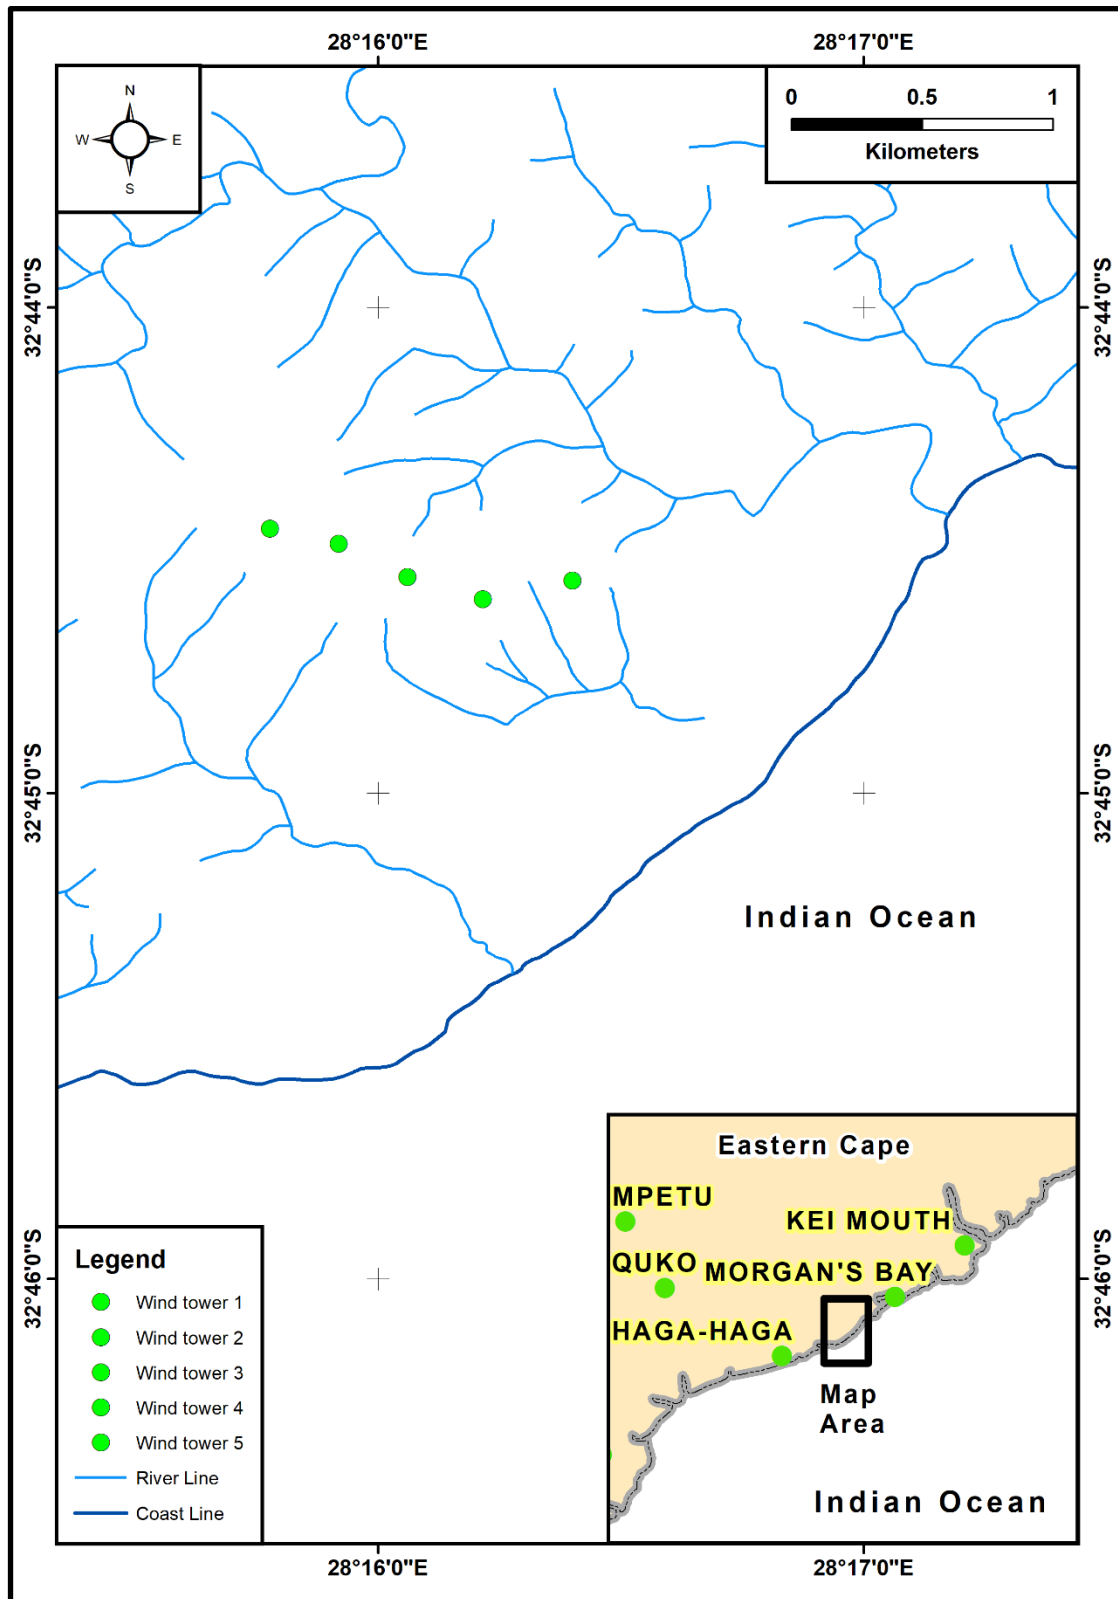 28°16'0"E
28°17'0"E
N
W
E
S
0
0.5
1
Kilometers
32°44'0"S
32°44'0"S
32°45'0"S
32°45'0"S
Indian Ocean
32°46'0"S
32°46'0"S
Legend
Wind tower 1
Wind tower 2
Wind tower 3
Wind tower 4
Wind tower 5
River Line
Coast Line
Eastern Cape
MPETU
KEI MOUTH
QUKO
MORGAN'S BAY
HAGA-HAGA
Map
Area
Indian Ocean
28°16'0"E
28°17'0"E